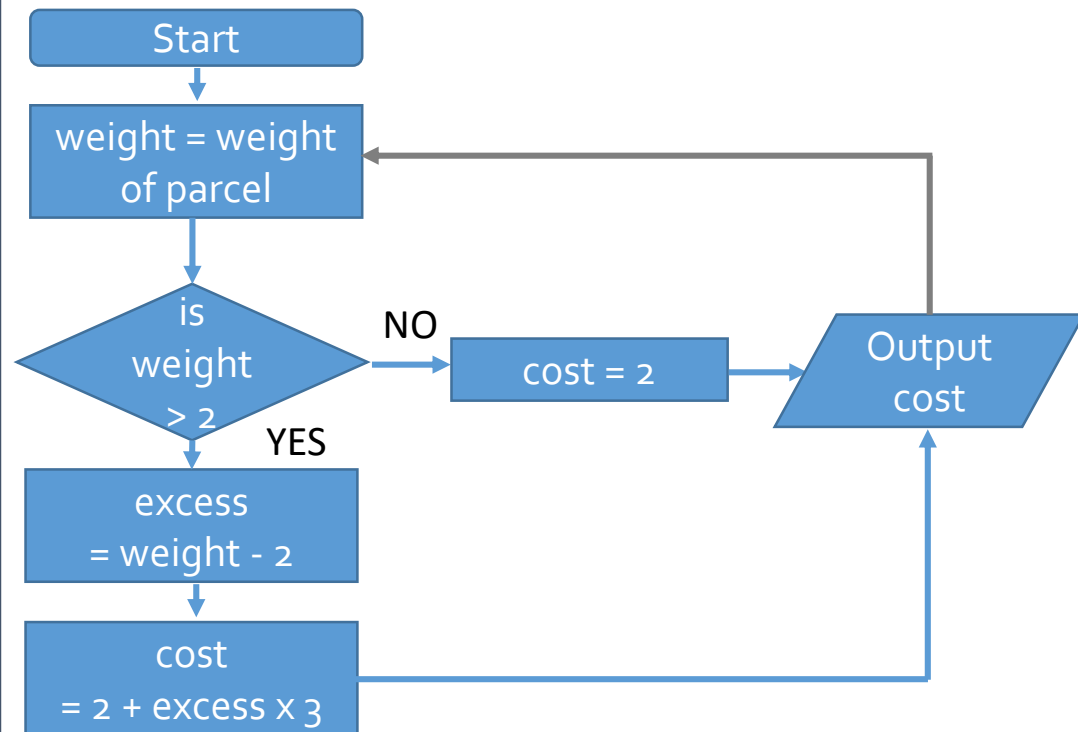 Start
weight = weight
of parcel
is
weight
> 2
NO
cost = 2
Output
cost
YES
excess
= weight - 2
cost
= 2 + excess x 3